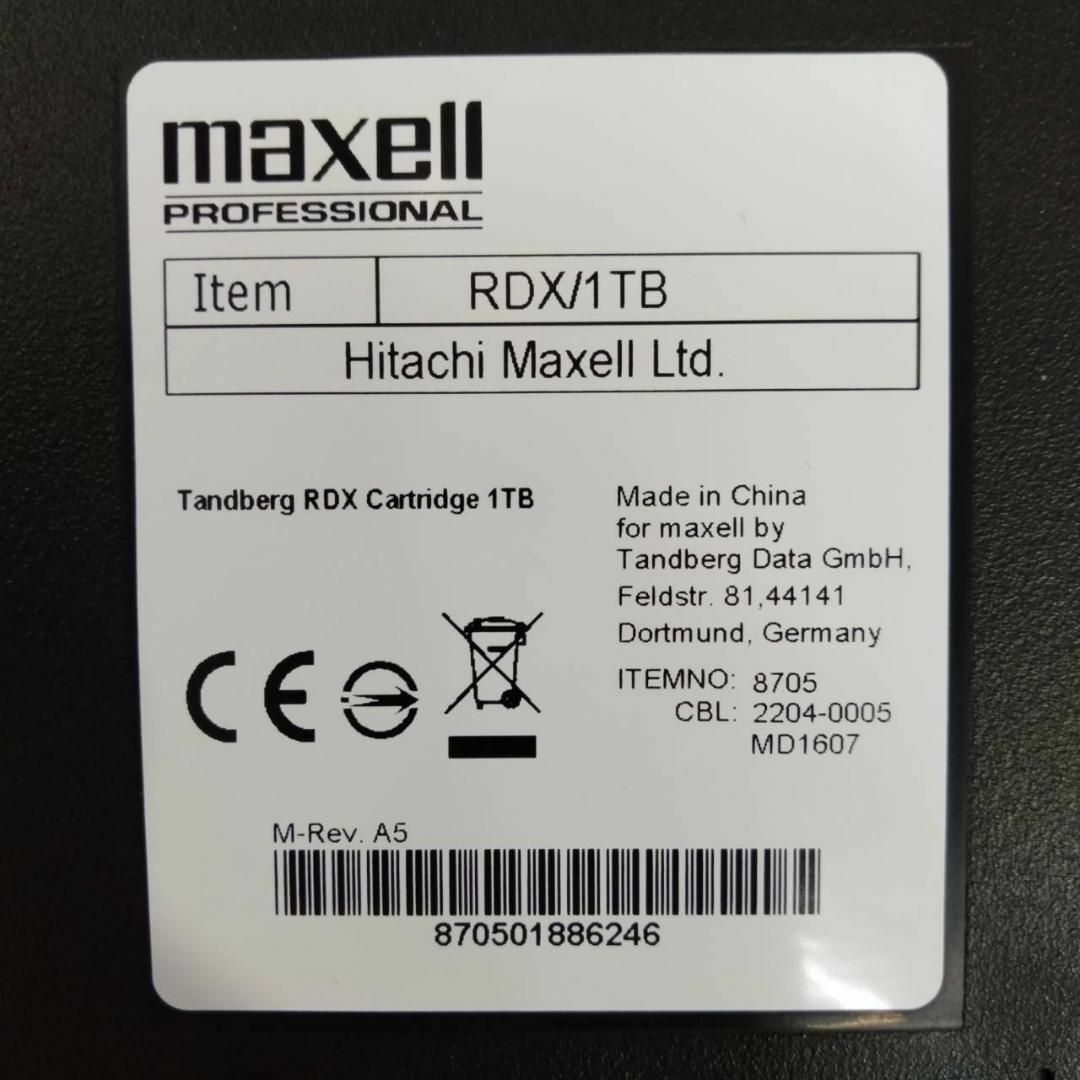 maxell
PROFESSIONAL
Item RDX/1TB
Hitachi Maxell Ltd.
Tandberg RDX Cartridge 1TB
Made in China
for maxell by
Tandberg Data GmbH,
Feldstr. 81,44141
Dortmund, Germany
ITEMNO: 8705
CBL: 2204-0005
MD1607
CE
M-Rev. A5
870501886246